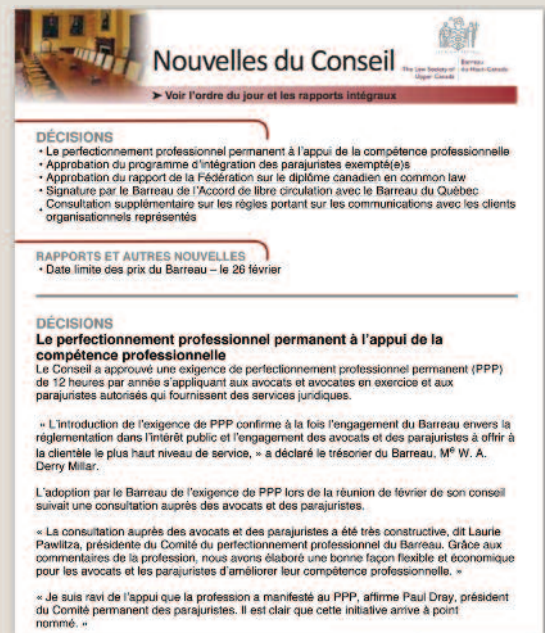 Nouvelles du Conseil
The Law Society of Upper Canada
Barreau du Haut-Canada
➤ Voir l'ordre du jour et les rapports intégraux
DÉCISIONS
• Le perfectionnement professionnel permanent à l'appui de la compétence professionnelle
• Approbation du programme d'intégration des parajuristes exempté(e)s
• Approbation du rapport de la Fédération sur le diplôme canadien en common law
• Signature par le Barreau de l'Accord de libre circulation avec le Barreau du Québec
• Consultation supplémentaire sur les règles portant sur les communications avec les clients
organisationnels représentés
RAPPORTS ET AUTRES NOUVELLES
• Date limite des prix du Barreau – le 26 février
DÉCISIONS
Le perfectionnement professionnel permanent à l'appui de la
compétence professionnelle
Le Conseil a approuvé une exigence de perfectionnement professionnel permanent (PPP)
de 12 heures par année s'appliquant aux avocats et avocates en exercice et aux
parajuristes autorisés qui fournissent des services juridiques.
« L'introduction de l'exigence de PPP confirme à la fois l'engagement du Barreau envers la
réglementation dans l'intérêt public et l'engagement des avocats et des parajuristes à offrir à
la clientèle le plus haut niveau de service, » a déclaré le trésorier du Barreau, Me W. A.
Derry Millar.
L'adoption par le Barreau de l'exigence de PPP lors de la réunion de février de son conseil
suivait une consultation auprès des avocats et des parajuristes.
« La consultation auprès des avocats et des parajuristes a été très constructive, dit Laurie
Pawlitza, présidente du Comité du perfectionnement professionnel du Barreau. Grâce aux
commentaires de la profession, nous avons élaboré une bonne façon flexible et économique
pour les avocats et les parajuristes d'améliorer leur compétence professionnelle. »
« Je suis ravi de l'appui que la profession a manifesté au PPP, affirme Paul Dray, président
du Comité permanent des parajuristes. Il est clair que cette initiative arrive à point
nommé. »